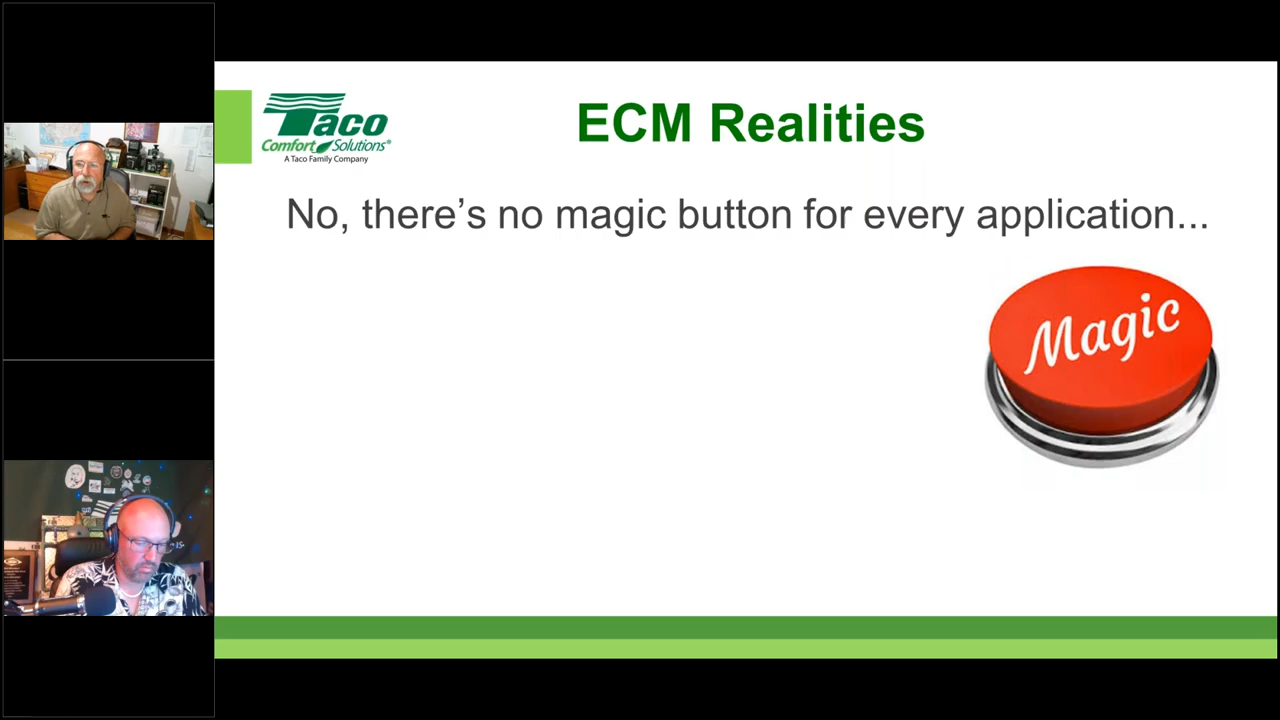 Taco
Comfort Solutions®
A Taco Family Company
ECM Realities
No, there’s no magic button for every application...
Magic